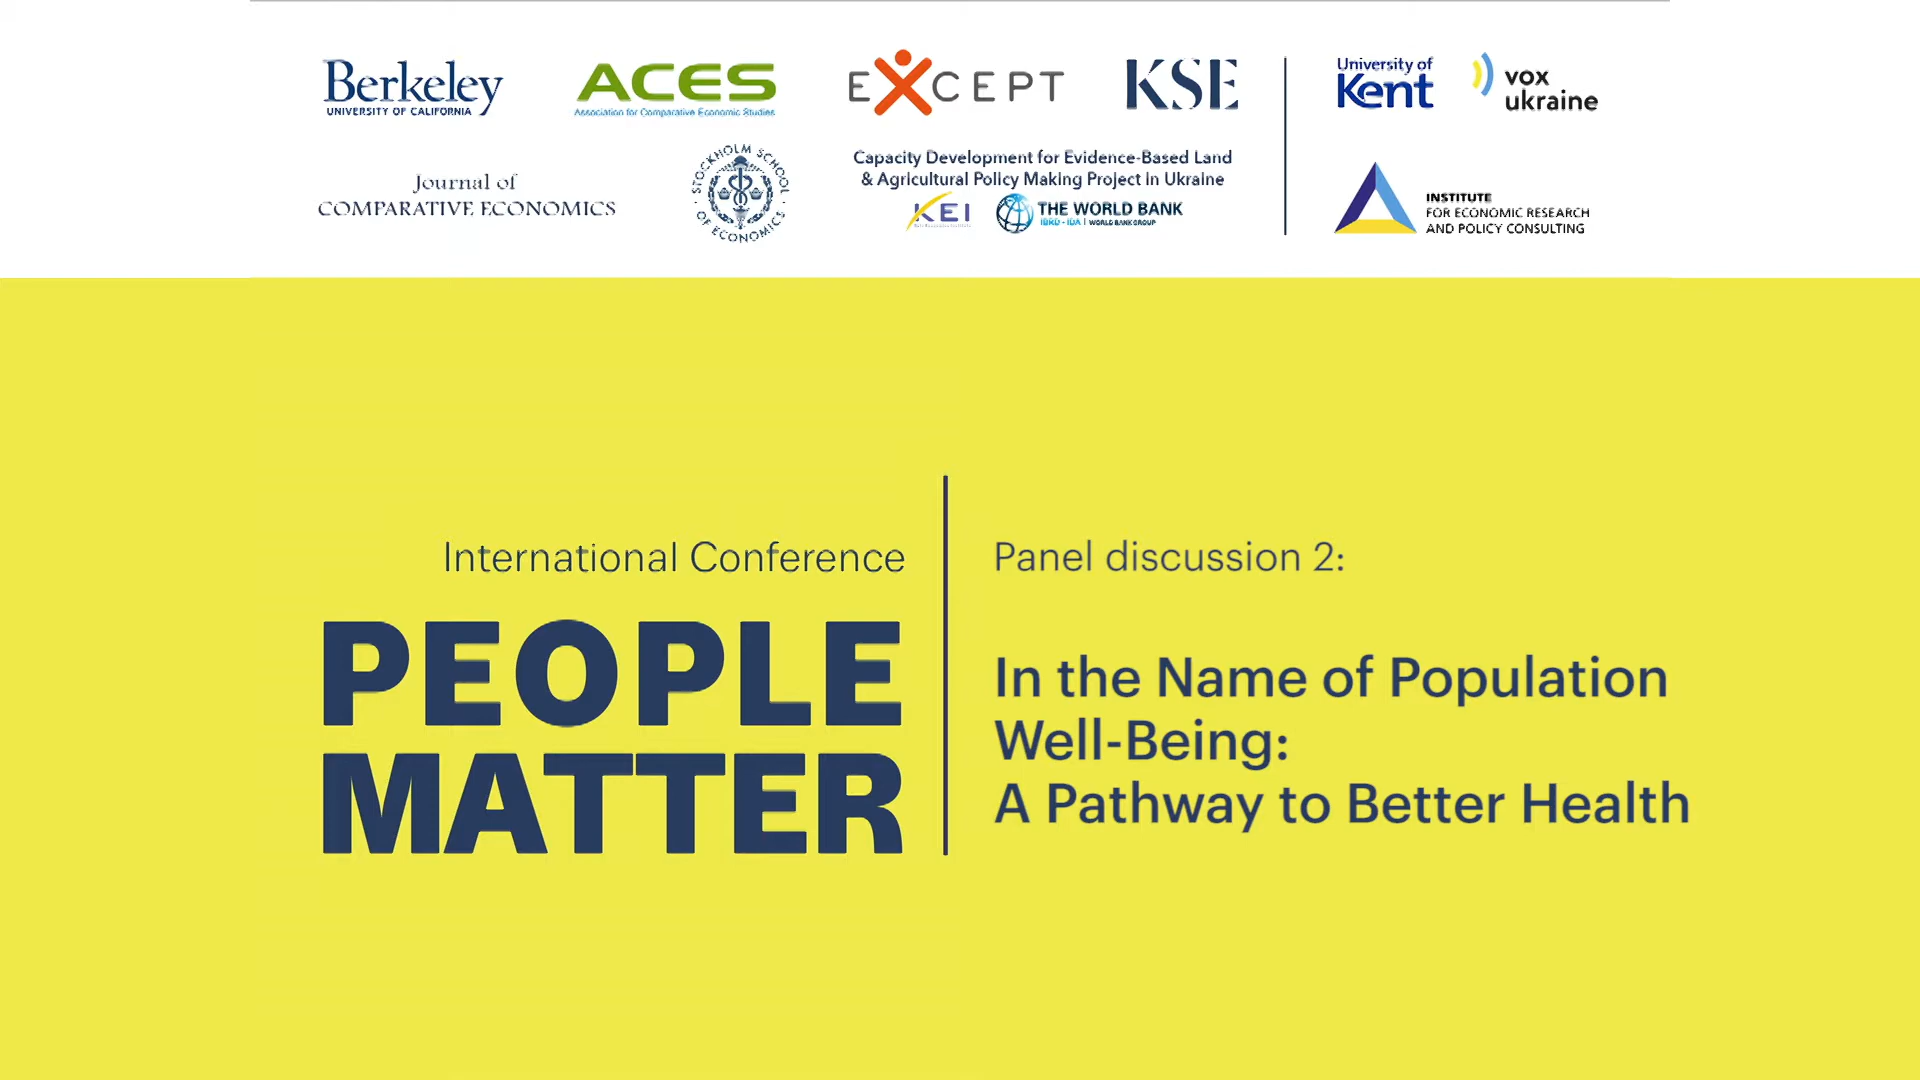 Berkeley
UNIVERSITY OF CALIFORNIA
ACES
Association for Comparative Economic Studies
EXCEPT
KSE
University of
Kent
vox
ukraine
Journal of
COMPARATIVE ECONOMICS
STOCKHOLM SCHOOL OF ECONOMICS
Capacity Development for Evidence-Based Land
& Agricultural Policy Making Project in Ukraine
KEI
THE WORLD BANK
IBRD - IDA | WORLD BANK GROUP
INSTITUTE
FOR ECONOMIC RESEARCH
AND POLICY CONSULTING
International Conference
PEOPLE
MATTER
Panel discussion 2:
In the Name of Population
Well-Being:
A Pathway to Better Health